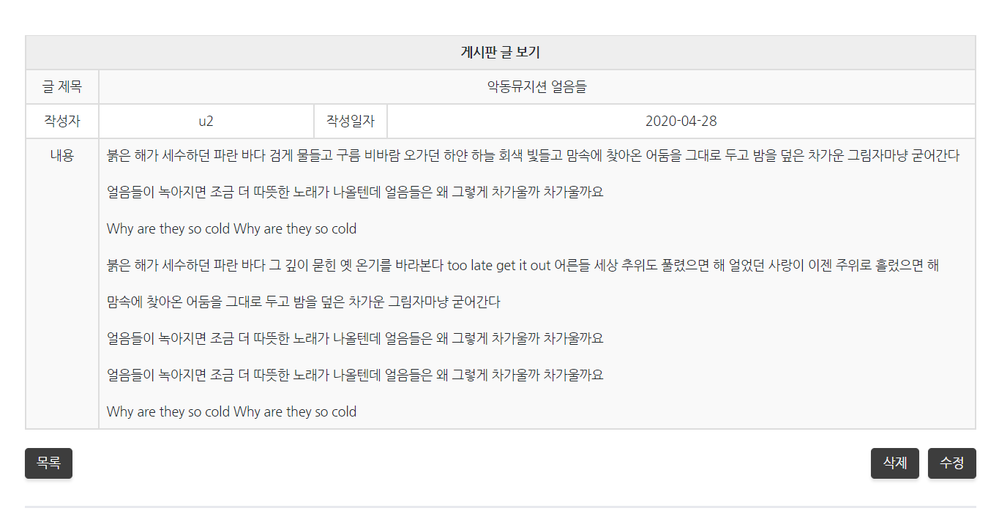 게시판 글 보기
글 제목 악동뮤지션 얼음들
작성자 u2 작성일자 2020-04-28
내용 붉은 해가 세수하던 파란 바다 검게 물들고 구름 비바람 오가던 하얀 하늘 회색 빛들고 맘속에 찾아온 어둠을 그대로 두고 밤을 덮은 차가운 그림자마냥 굳어간다
얼음들이 녹아지면 조금 더 따뜻한 노래가 나올텐데 얼음들은 왜 그렇게 차가울까 차가울까요
Why are they so cold Why are they so cold
붉은 해가 세수하던 파란 바다 그 깊이 묻힌 옛 온기를 바라본다 too late get it out 어른들 세상 추위도 풀렸으면 해 얼었던 사랑이 이젠 주위로 흘렀으면 해
맘속에 찾아온 어둠을 그대로 두고 밤을 덮은 차가운 그림자마냥 굳어간다
얼음들이 녹아지면 조금 더 따뜻한 노래가 나올텐데 얼음들은 왜 그렇게 차가울까 차가울까요
얼음들이 녹아지면 조금 더 따뜻한 노래가 나올텐데 얼음들은 왜 그렇게 차가울까 차가울까요
Why are they so cold Why are they so cold
목록 삭제 수정